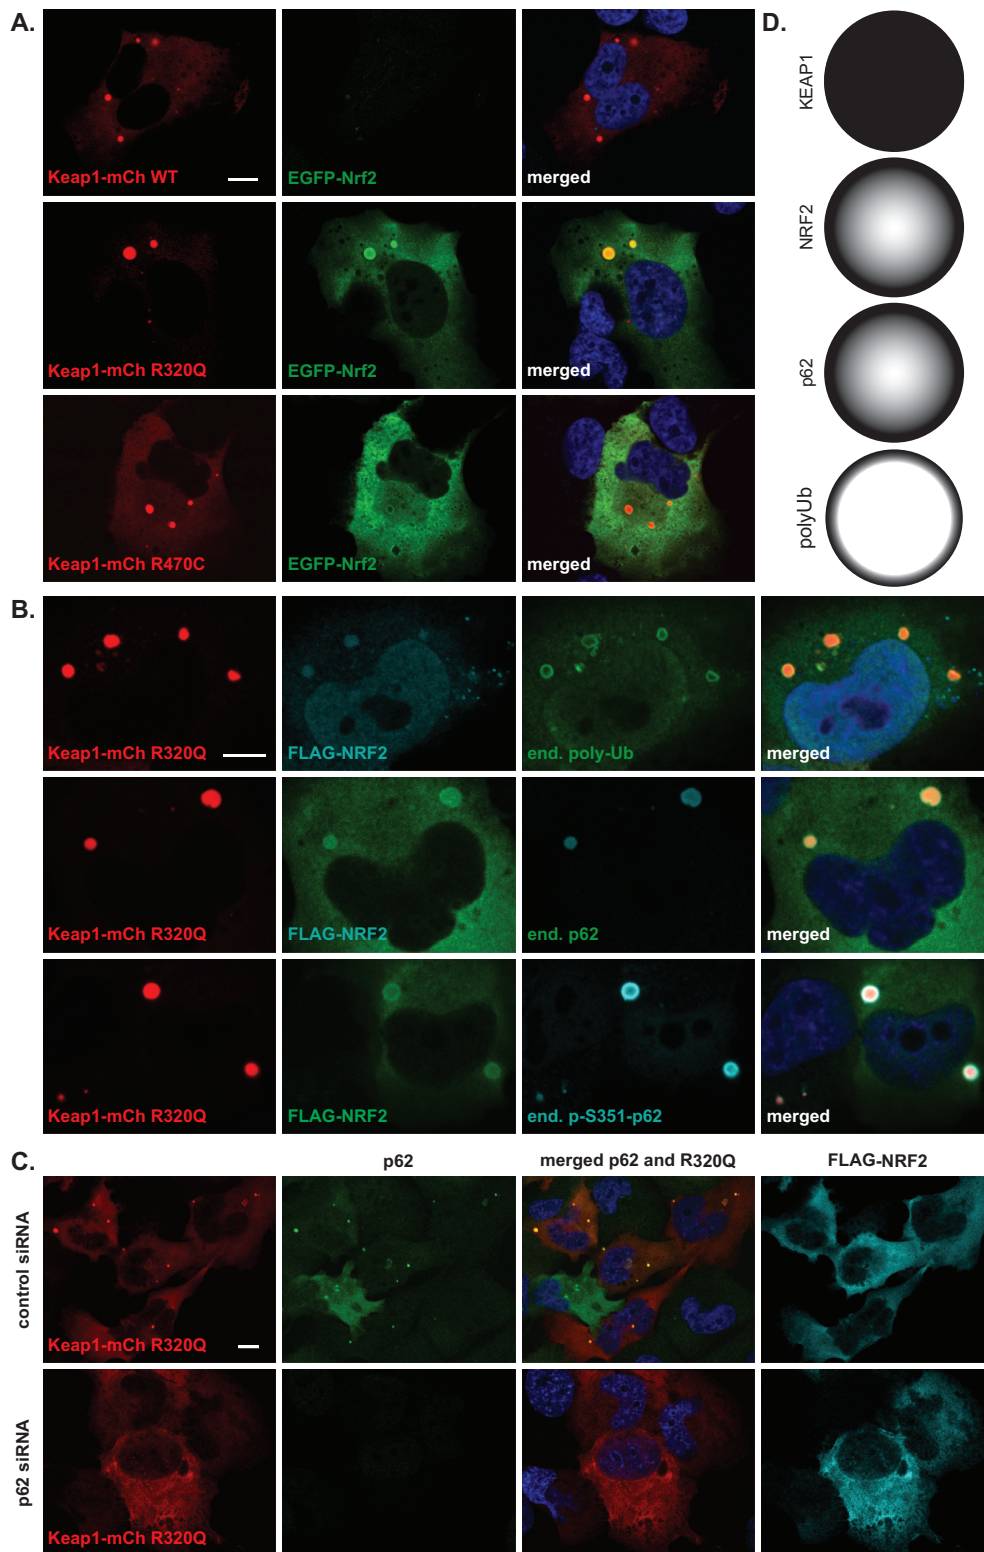 A.
Keap1-mCh WT
EGFP-Nrf2
merged
Keap1-mCh R320Q
EGFP-Nrf2
merged
Keap1-mCh R470C
EGFP-Nrf2
merged
D.
KEAP1
NRF2
p62
polyUb
B.
Keap1-mCh R320Q
FLAG-NRF2
end. poly-Ub
merged
Keap1-mCh R320Q
FLAG-NRF2
end. p62
merged
Keap1-mCh R320Q
FLAG-NRF2
end. p-S351-p62
merged
C.
p62
merged p62 and R320Q
FLAG-NRF2
control siRNA
Keap1-mCh R320Q
p62 siRNA
Keap1-mCh R320Q